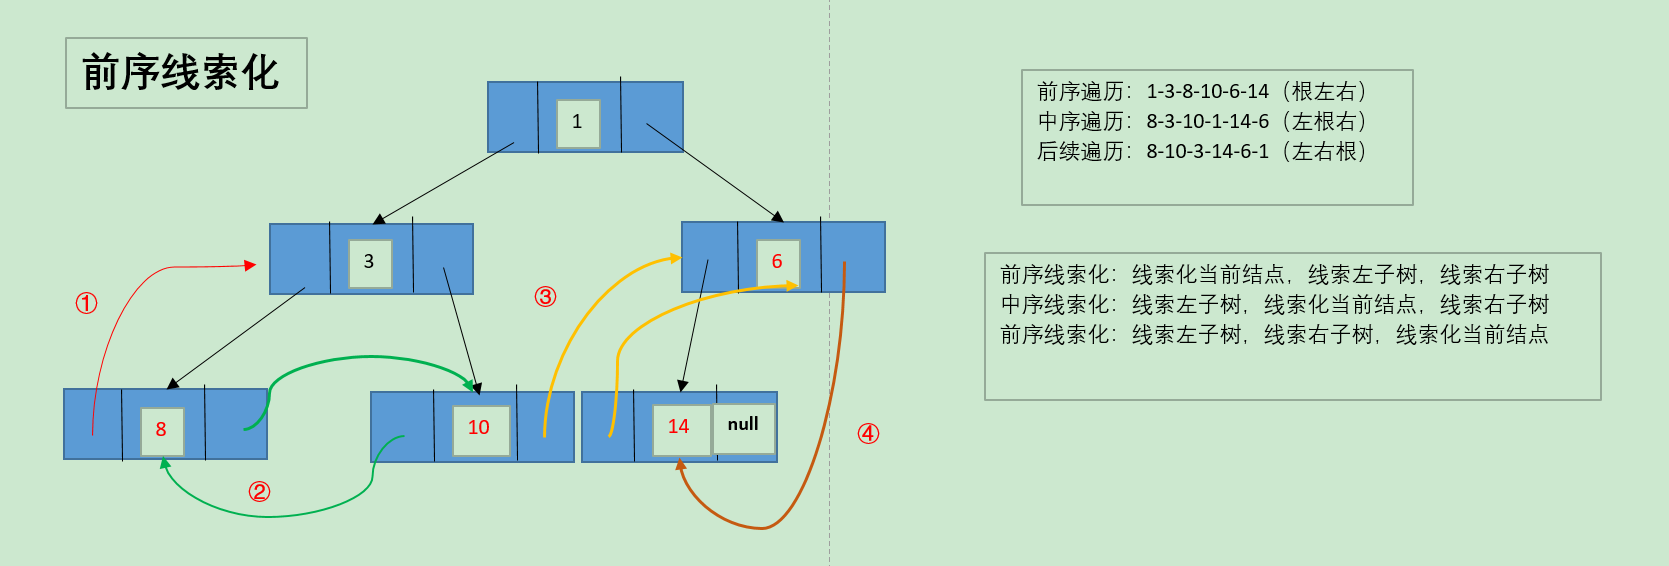 前序线索化
1
3
6
8
10
14
null
①
②
③
④
前序遍历：1-3-8-10-6-14（根左右）
中序遍历：8-3-10-1-14-6（左根右）
后续遍历：8-10-3-14-6-1（左右根）
前序线索化：线索化当前结点，线索左子树，线索右子树
中序线索化：线索左子树，线索化当前结点，线索右子树
前序线索化：线索左子树，线索右子树，线索化当前结点